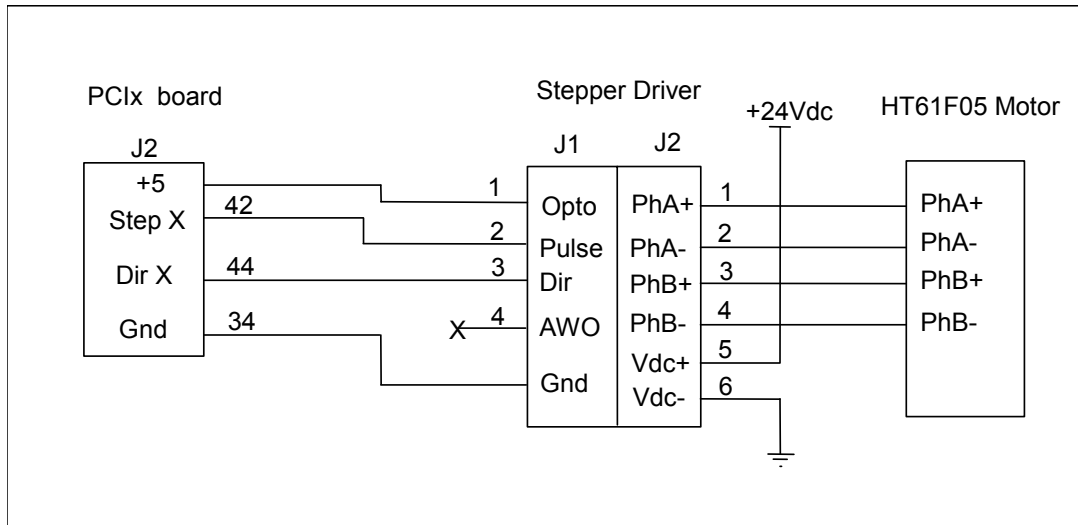 PCIx board
J2
+5
Step X
42
Dir X
44
Gnd
34
Stepper Driver
J1
J2
1
Opto
2
Pulse
3
Dir
X
4
AWO
Gnd
PhA+
1
PhA-
2
PhB+
3
PhB-
4
Vdc+
5
Vdc-
6
+24Vdc
HT61F05 Motor
PhA+
PhA-
PhB+
PhB-